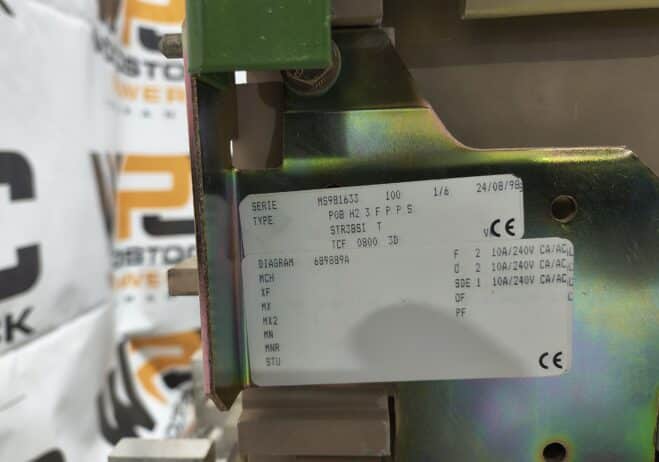 SERIE MS981633 100 1/6 24/08/98
TYPE P08 H2 3 F P P S
STR38SI T
TCF 0800 3D
CE
DIAGRAM 689889A
MCH
XF
MX
MX2
MN
MNR
STU
F 2 10A/240V CA/AC
O 2 10A/240V CA/AC
SDE 1 10A/240V CA/AC
OF
PF
CE